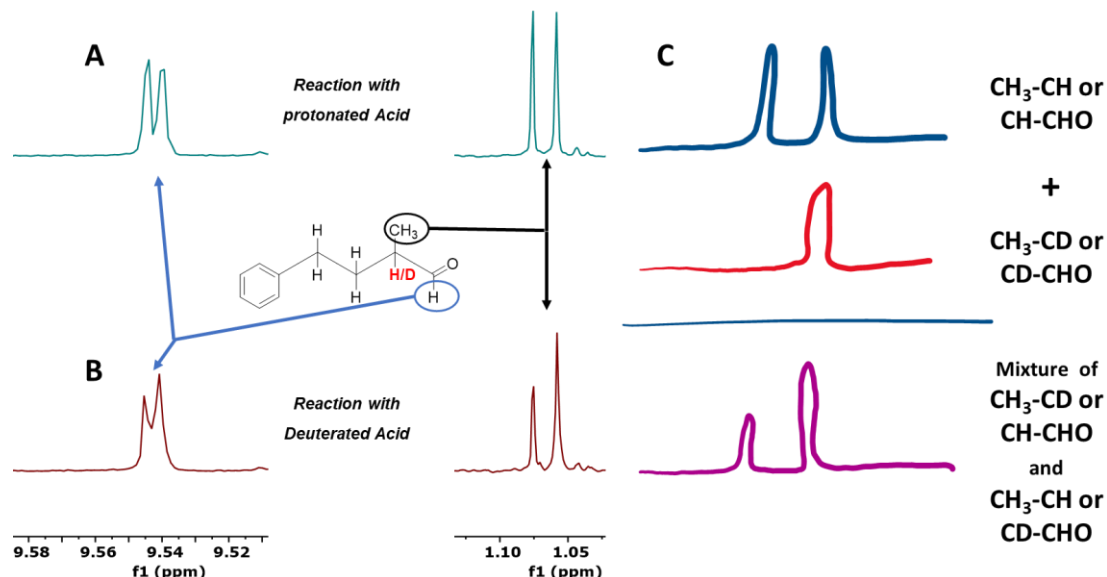 A
Reaction with
protonated Acid
C
CH₃-CH or
CH-CHO
+
CH₃-CD or
CD-CHO
CH₃
H
H
H
H/D
O
H
H
B
Reaction with
Deuterated Acid
Mixture of
CH₃-CD or
CH-CHO
and
CH₃-CH or
CD-CHO
9.58 9.56 9.54 9.52
f1 (ppm)
1.10 1.05
f1 (ppm)